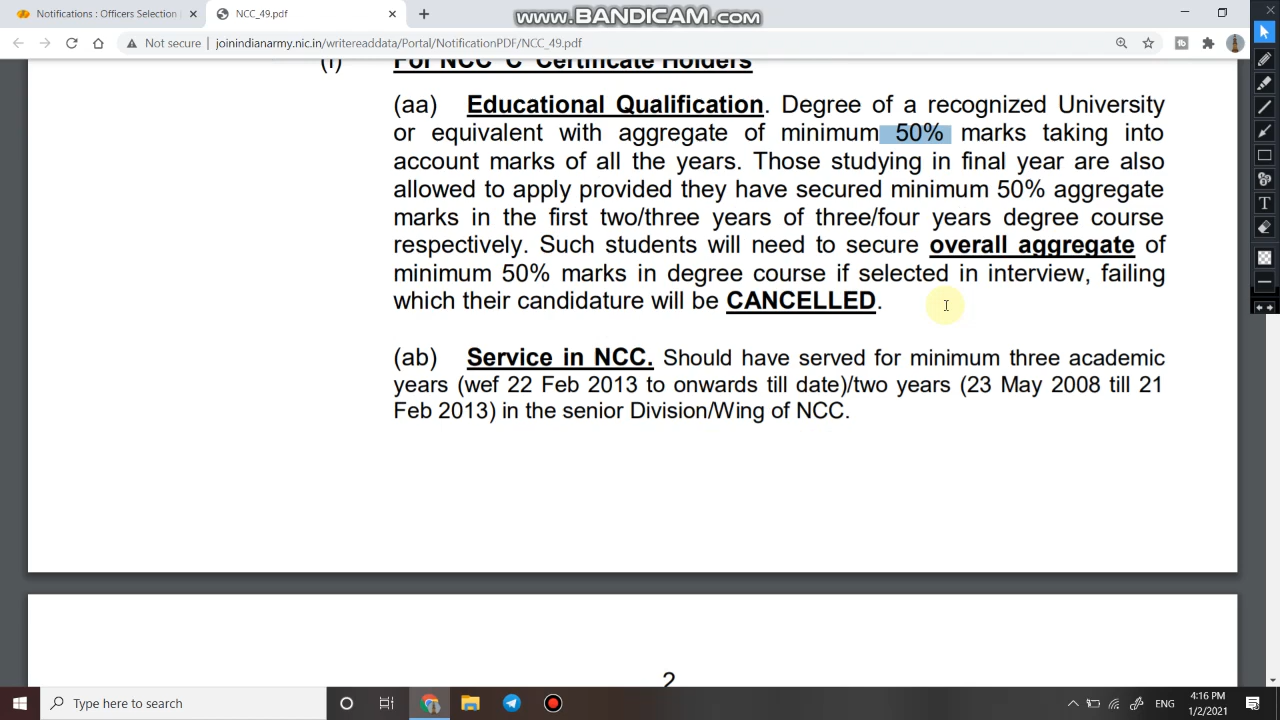 Notifications : Officers Selection
NCC_49.pdf
www.BANDICAM.com
Not secure
joinindianarmy.nic.in/writereaddata/Portal/NotificationPDF/NCC_49.pdf
(i) For NCC 'C' Certificate Holders
(aa) Educational Qualification. Degree of a recognized University
or equivalent with aggregate of minimum 50% marks taking into
account marks of all the years. Those studying in final year are also
allowed to apply provided they have secured minimum 50% aggregate
marks in the first two/three years of three/four years degree course
respectively. Such students will need to secure overall aggregate of
minimum 50% marks in degree course if selected in interview, failing
which their candidature will be CANCELLED.
(ab) Service in NCC. Should have served for minimum three academic
years (wef 22 Feb 2013 to onwards till date)/two years (23 May 2008 till 21
Feb 2013) in the senior Division/Wing of NCC.
2
Type here to search
ENG
4:16 PM
1/2/2021